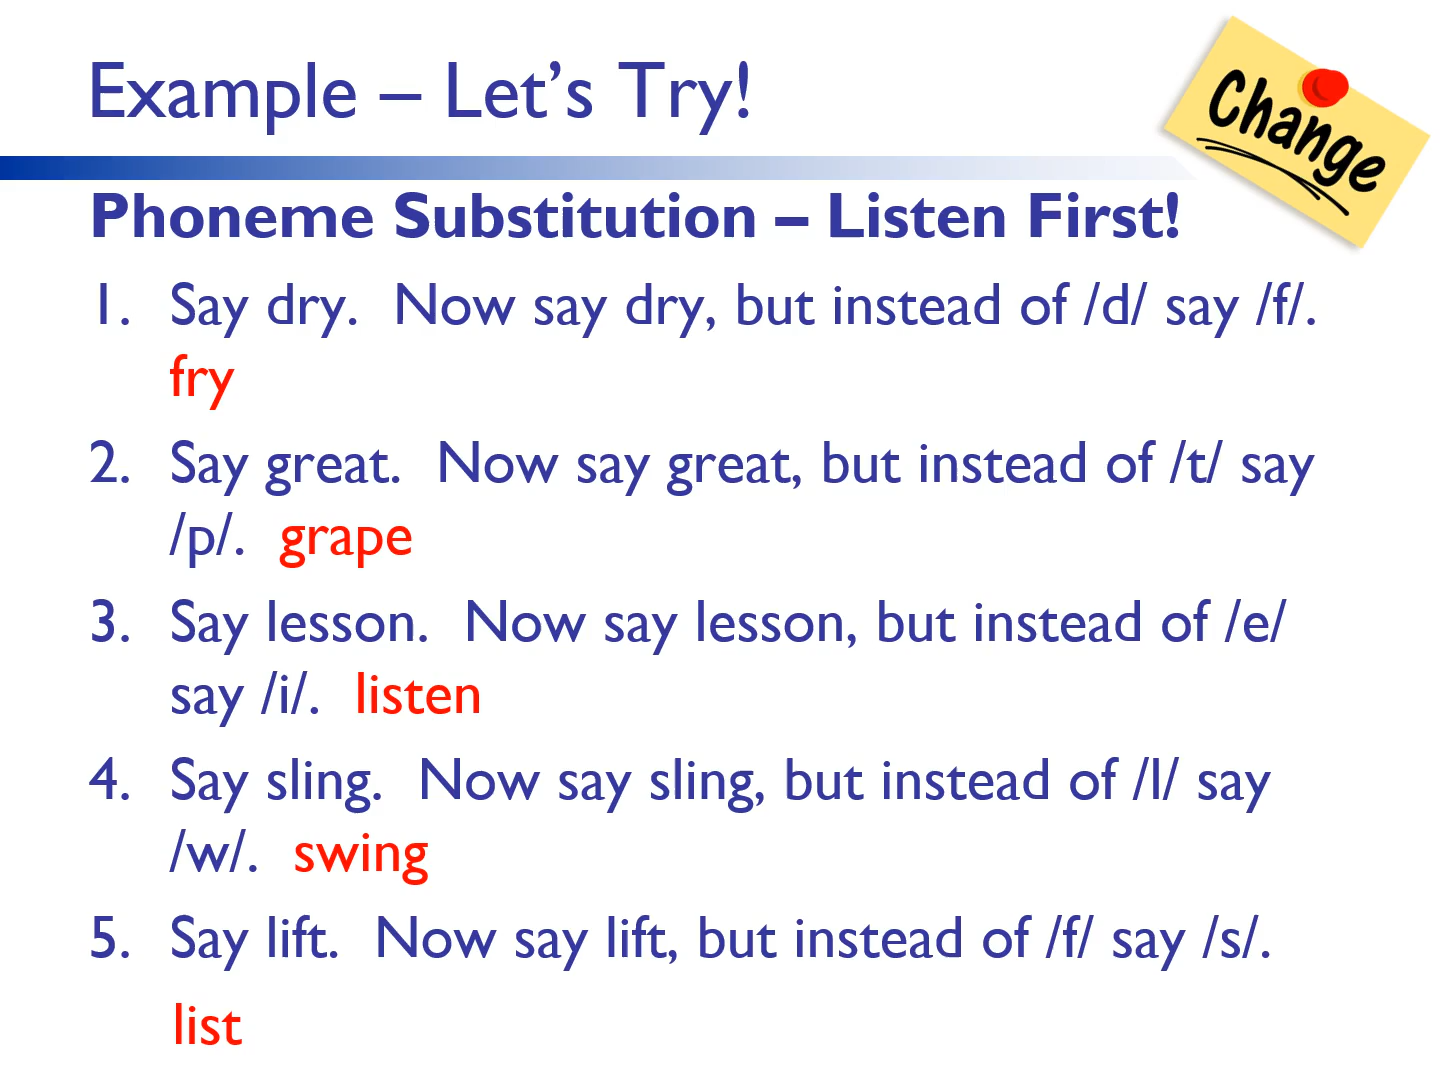 Example – Let's Try!
Change
Phoneme Substitution – Listen First!
1. Say dry. Now say dry, but instead of /d/ say /f/.
fry
2. Say great. Now say great, but instead of /t/ say
/p/. grape
3. Say lesson. Now say lesson, but instead of /e/
say /i/. listen
4. Say sling. Now say sling, but instead of /l/ say
/w/. swing
5. Say lift. Now say lift, but instead of /f/ say /s/.
list